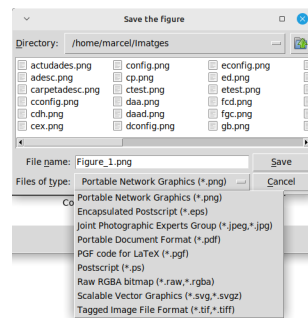 Save the figure
Directory: /home/marcel/Imatges
actudades.png config.png econfig.png
adesc.png cp.png ed.png
carpetadesc.png ctest.png etest.png
cconfig.png daa.png fcd.png
cdh.png daad.png fgc.png
cex.png dconfig.png gb.png
File name: Figure_1.png Save
Files of type: Portable Network Graphics (*.png) Cancel
Co
Portable Network Graphics (*.png)
Encapsulated Postscript (*.eps)
Joint Photographic Experts Group (*.jpeg,*.jpg)
Portable Document Format (*.pdf)
PGF code for LaTeX (*.pgf)
Postscript (*.ps)
Raw RGBA bitmap (*.raw,*.rgba)
Scalable Vector Graphics (*.svg,*.svgz)
Tagged Image File Format (*.tif,*.tiff)